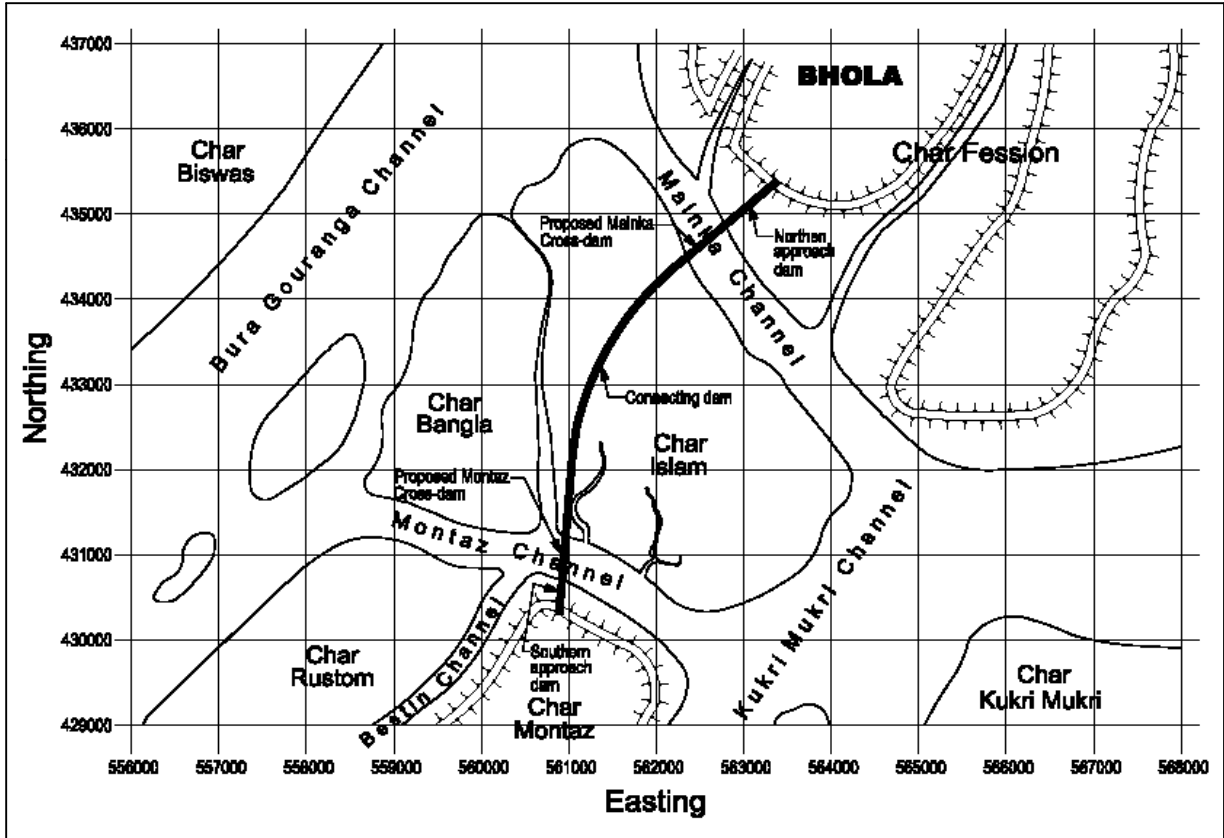 437000
436000
435000
434000
433000
432000
431000
430000
429000
Northing
556000 557000 558000 559000 560000 561000 562000 563000 564000 565000 566000 567000 568000
Easting
BHOLA
Char Fession
Char
Biswas
Bura Gouranga Channel
Mainka Channel
Proposed Mainka
Cross-dam
Northen
approach
dam
Connecting dam
Char
Bangla
Char
Islam
Proposed Montaz
Cross-dam
Montaz Channel
Kukri Mukri Channel
Char
Rustom
Bestin Channel
Southern
approach
dam
Char
Montaz
Char
Kukri Mukri